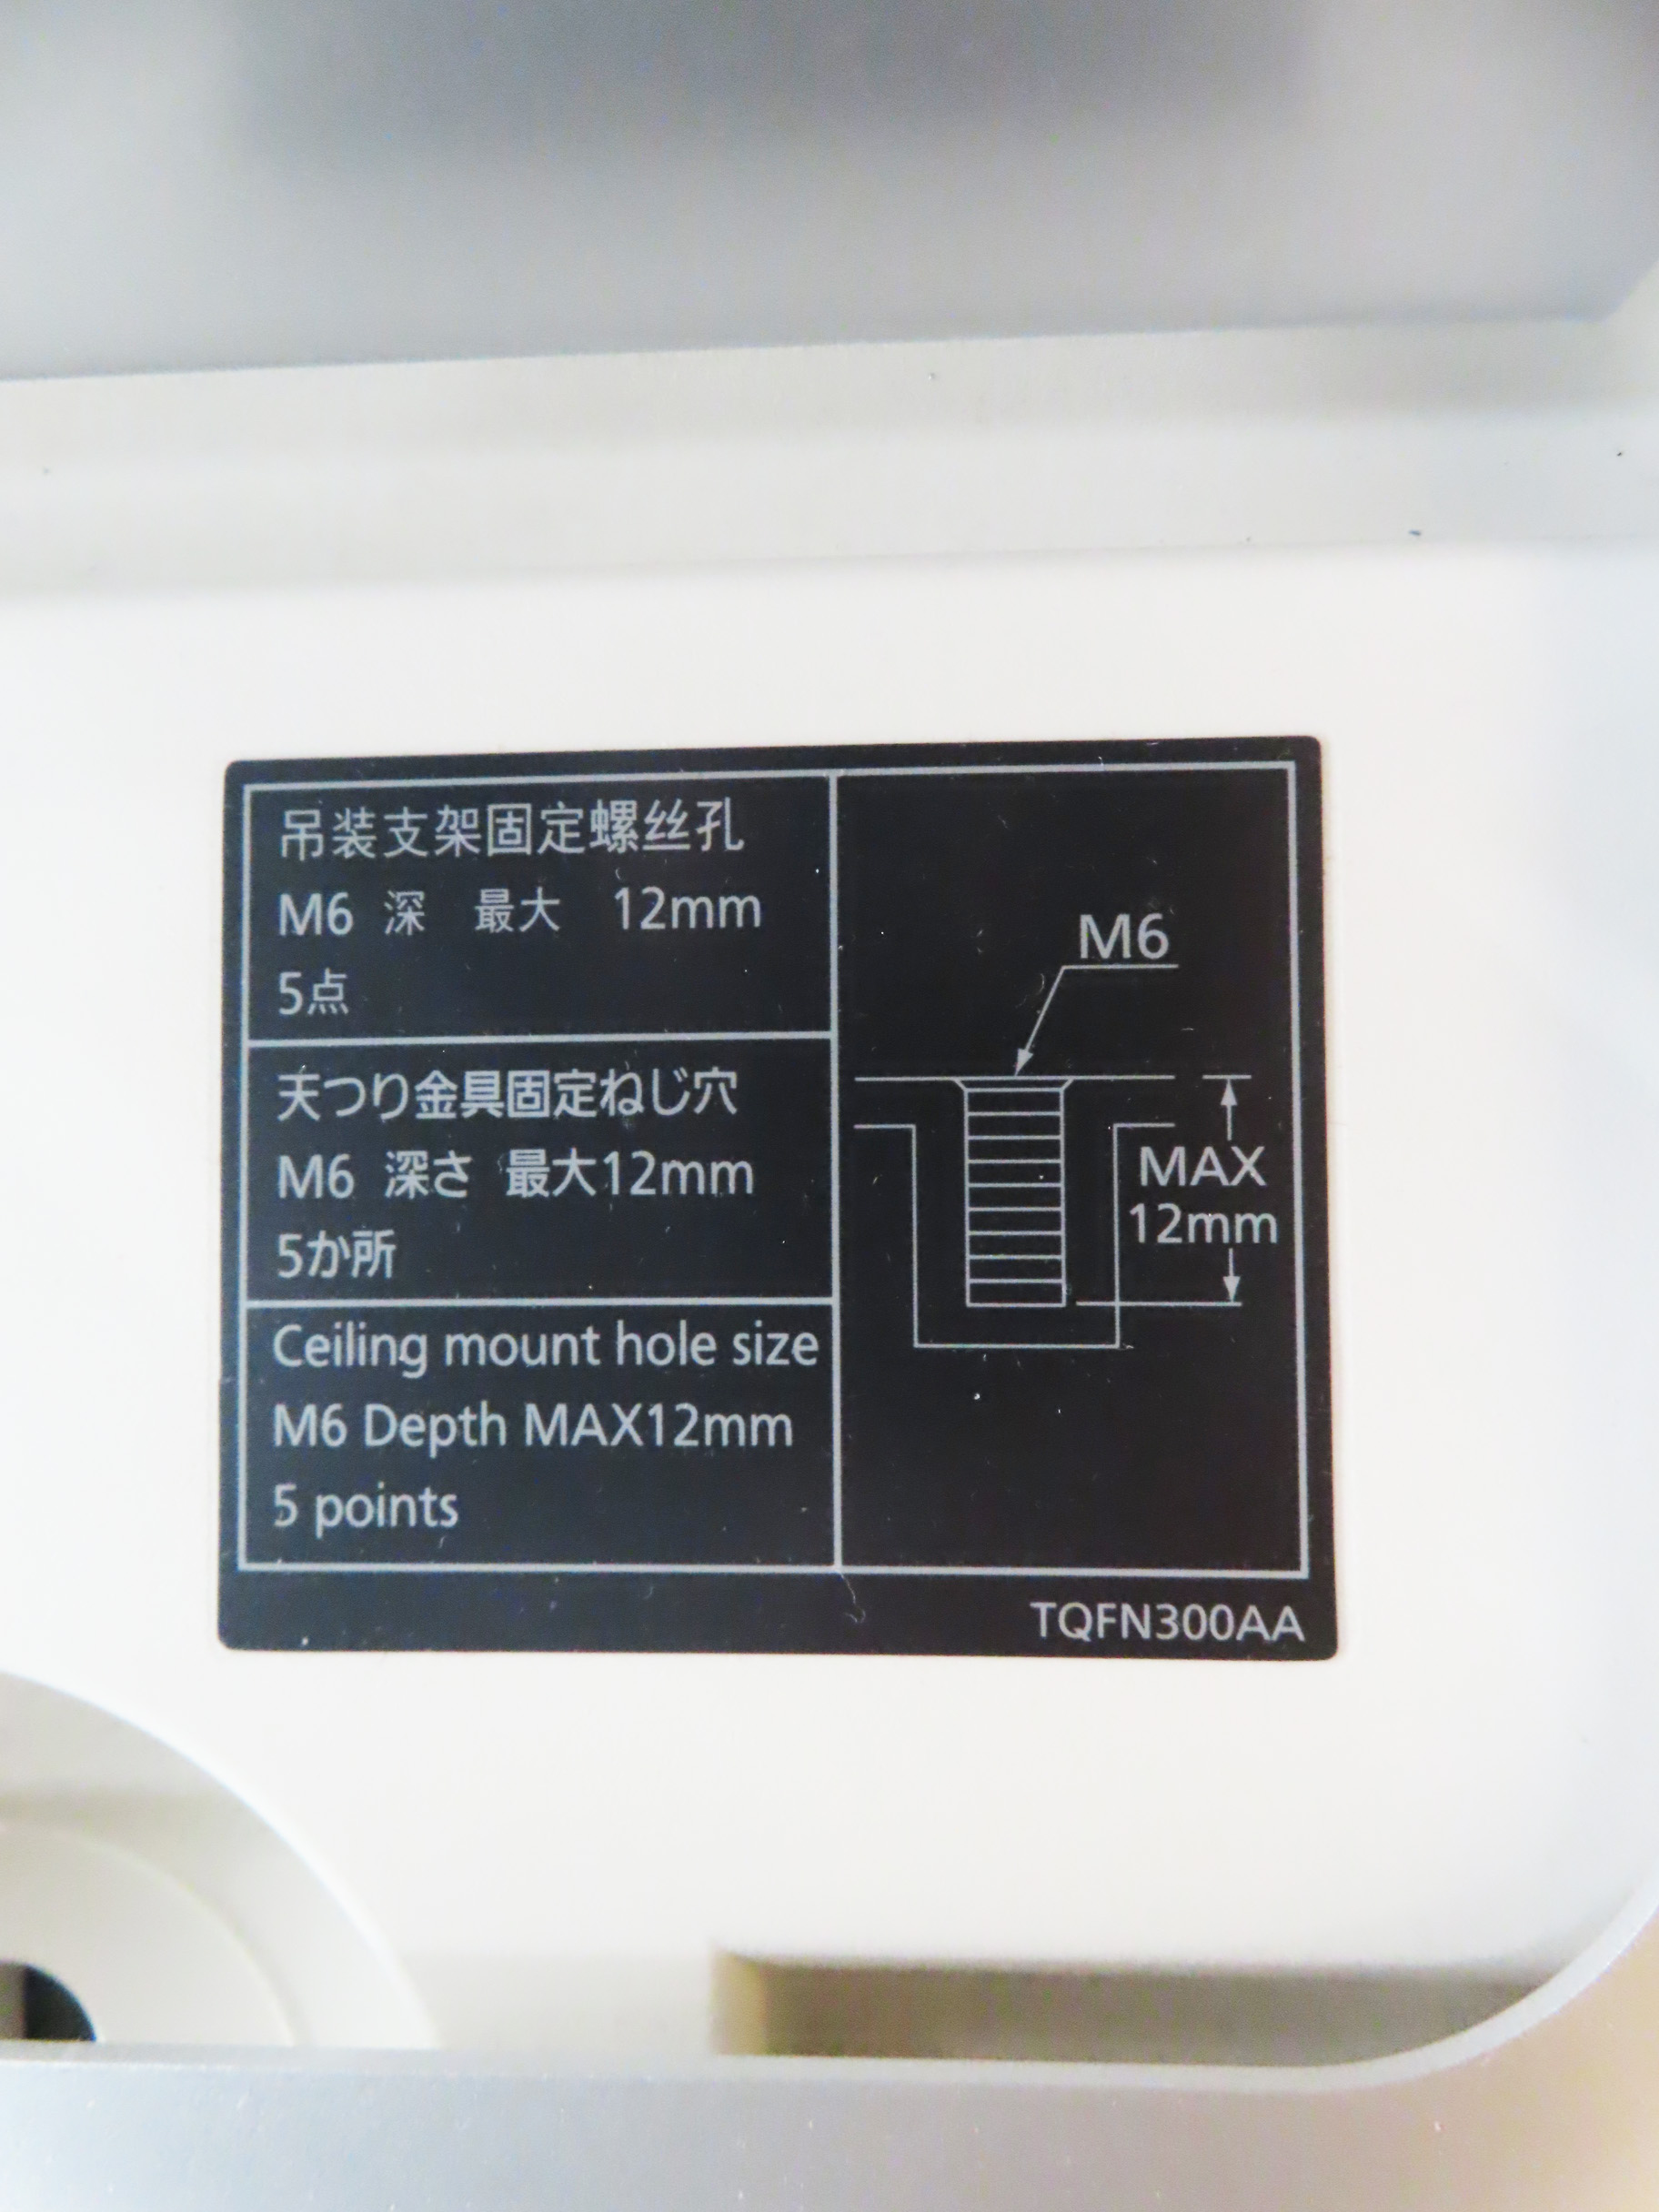 吊装支架固定螺丝孔
M6 深 最大 12mm
5点
天つり金具固定ねじ穴
M6 深さ 最大12mm
5か所
Ceiling mount hole size
M6 Depth MAX12mm
5 points
M6
MAX
12mm
TQFN300AA